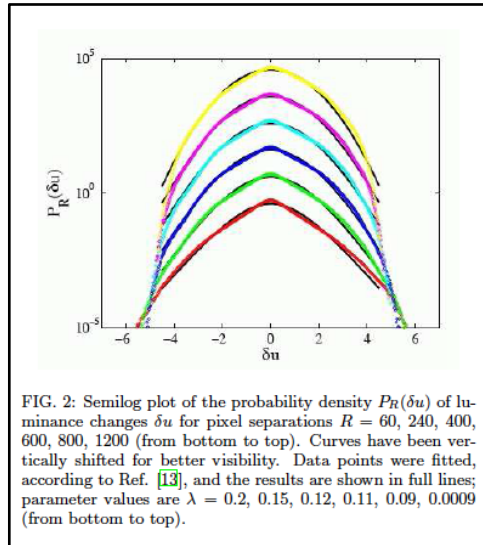 10^5
10^0
10^-5
P_R(δu)
−6 −4 −2 0 2 4 6
δu
FIG. 2: Semilog plot of the probability density P_R(δu) of lu-
minance changes δu for pixel separations R = 60, 240, 400,
600, 800, 1200 (from bottom to top). Curves have been ver-
tically shifted for better visibility. Data points were fitted,
according to Ref. [13], and the results are shown in full lines;
parameter values are λ = 0.2, 0.15, 0.12, 0.11, 0.09, 0.0009
(from bottom to top).